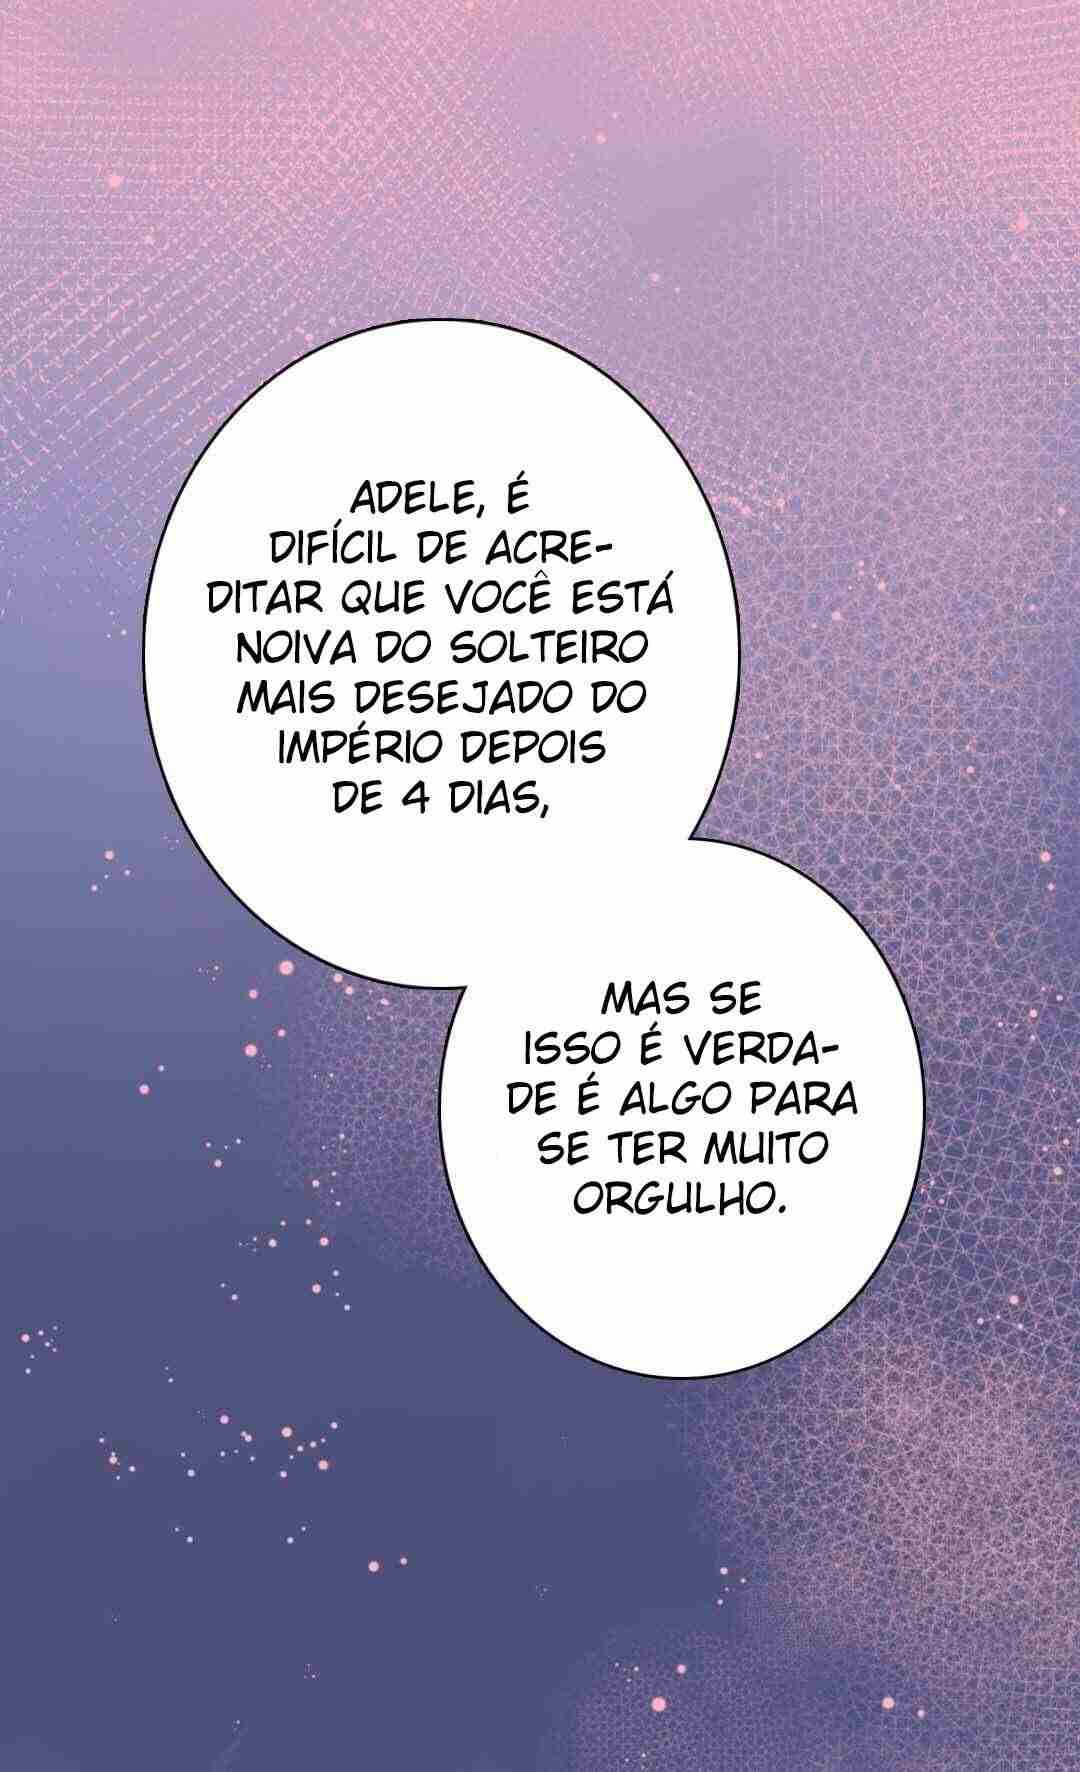 ADELE, É
DIFÍCIL DE ACRE-
DITAR QUE VOCÊ ESTÁ
NOIVA DO SOLTEIRO
MAIS DESEJADO DO
IMPÉRIO DEPOIS
DE 4 DIAS,
MAS SE
ISSO É VERDA-
DE É ALGO PARA
SE TER MUITO
ORGULHO.